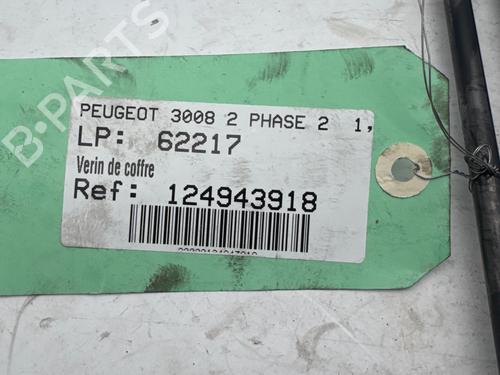 B-PARTS
PEUGEOT 3008 2 PHASE 2 1,
LP: 62217
Verin de coffre
Ref: 124943918